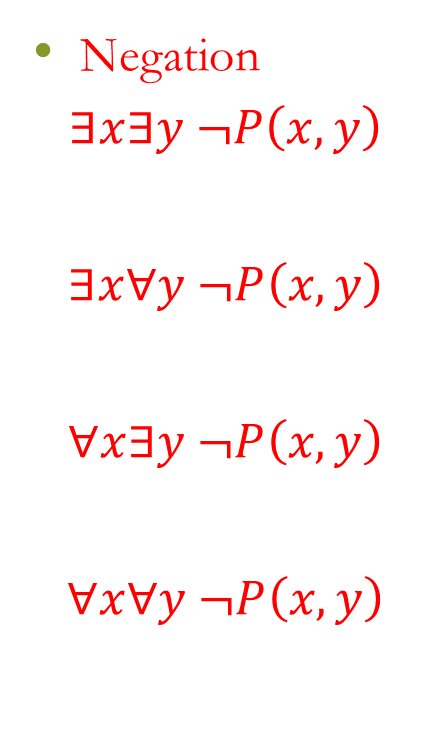 • Negation
∃x∃y ¬P(x, y)
∃x∀y ¬P(x, y)
∀x∃y ¬P(x, y)
∀x∀y ¬P(x, y)